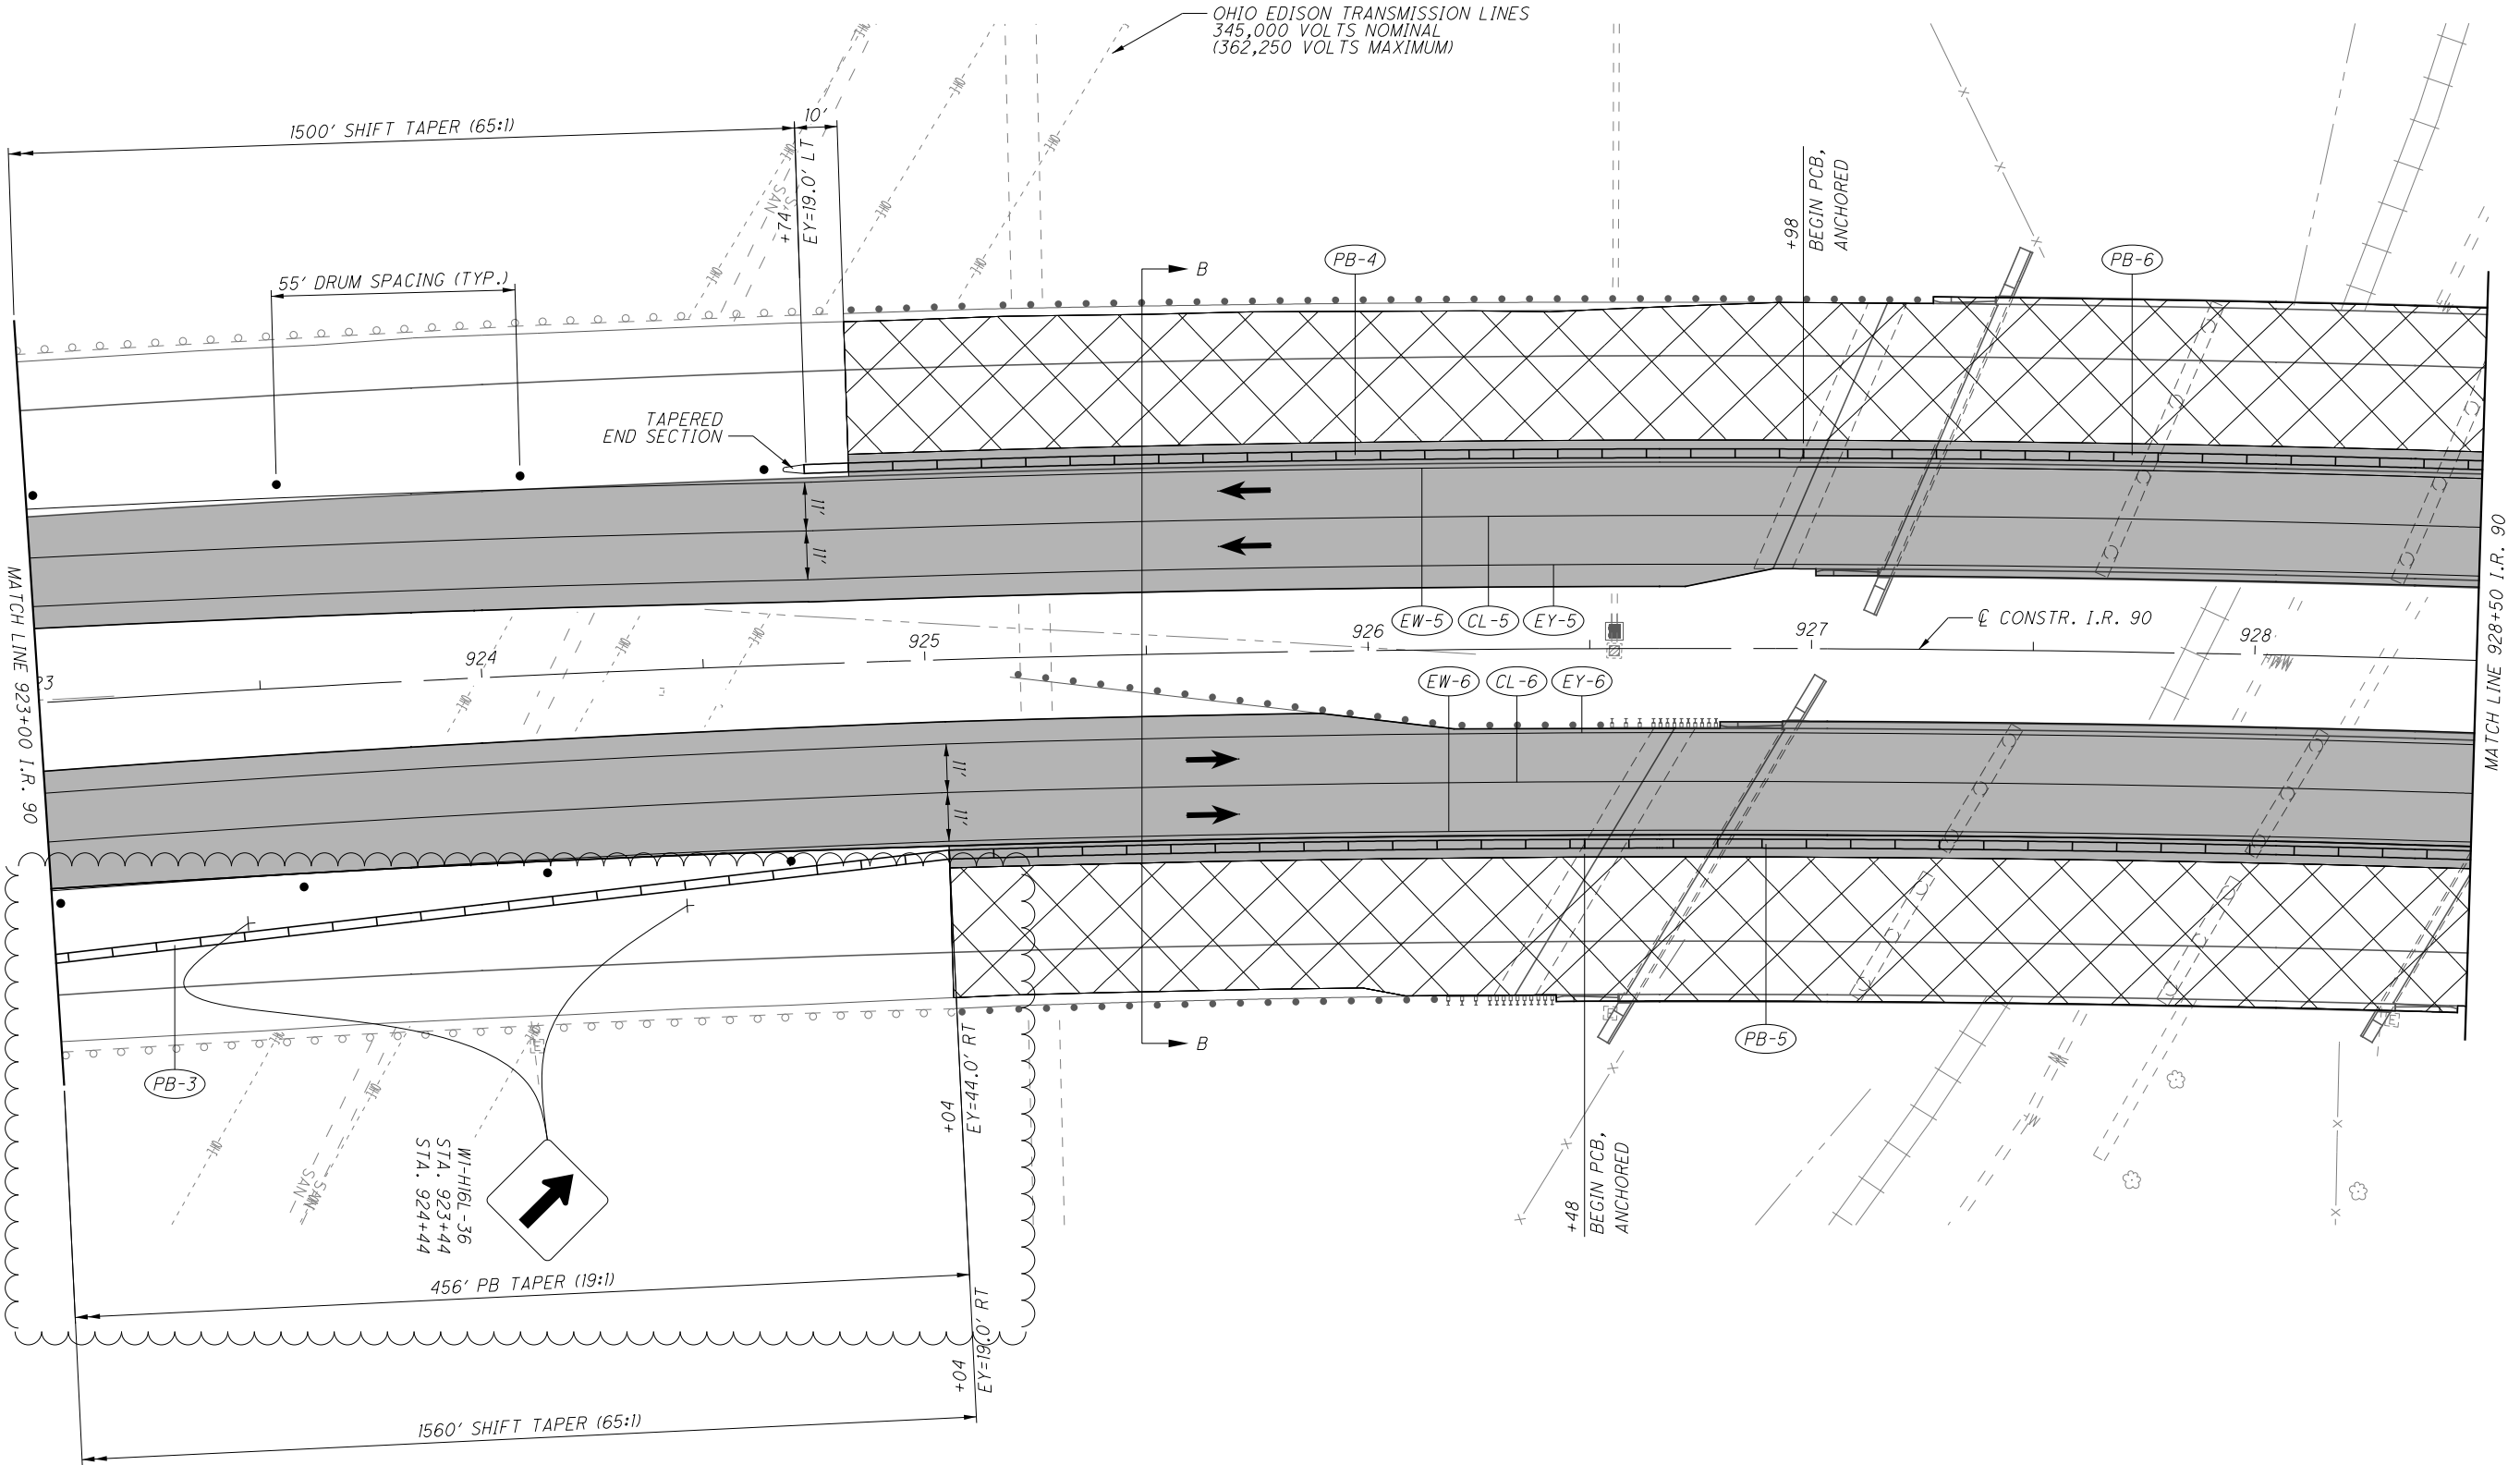 OHIO EDISON TRANSMISSION LINES
345,000 VOLTS NOMINAL
(362,250 VOLTS MAXIMUM)
1500' SHIFT TAPER (65:1)
10'
+74
EY=19.0' LT
SAN
55' DRUM SPACING (TYP.)
B
PB-4
+98
BEGIN PCB,
ANCHORED
PB-6
TAPERED
END SECTION
11'
11'
EW-5
CL-5
EY-5
℄ CONSTR. I.R. 90
924
925
926
927
928
MATCH LINE 923+00 I.R. 90
MATCH LINE 928+50 I.R. 90
EW-6
CL-6
EY-6
11'
11'
PB-3
B
PB-5
+04
EY=44.0' RT
W1-H16L-36
STA. 923+44
STA. 924+44
SAN
SAN
+48
BEGIN PCB,
ANCHORED
456' PB TAPER (19:1)
+04
EY=19.0' RT
1560' SHIFT TAPER (65:1)